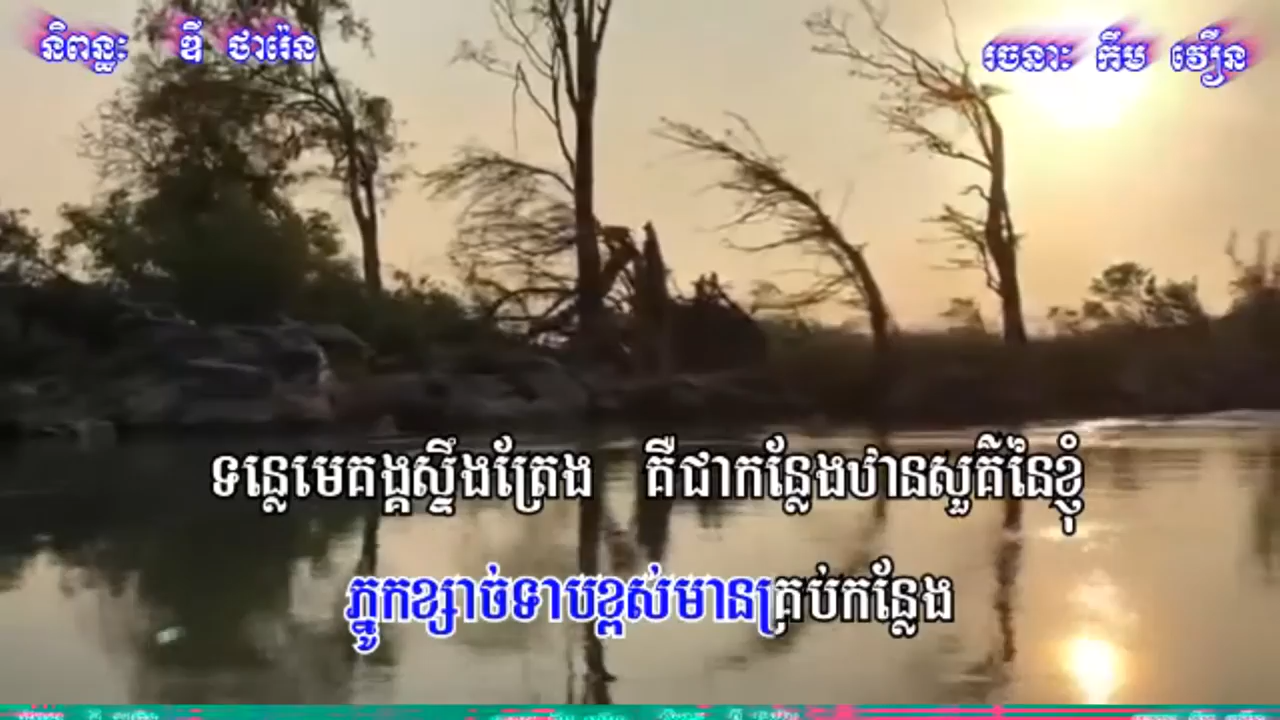 និពន្ធ៖ ឌី ថារ៉េន
រចនា៖ កឹម វឿន
ទន្លេមេគង្គស្ទឹងត្រែង គឺជាកន្លែងឋានសួគ៌នៃខ្ញុំ
ភ្នូកខ្សាច់ទាបខ្ពស់មានគ្រប់កន្លែង